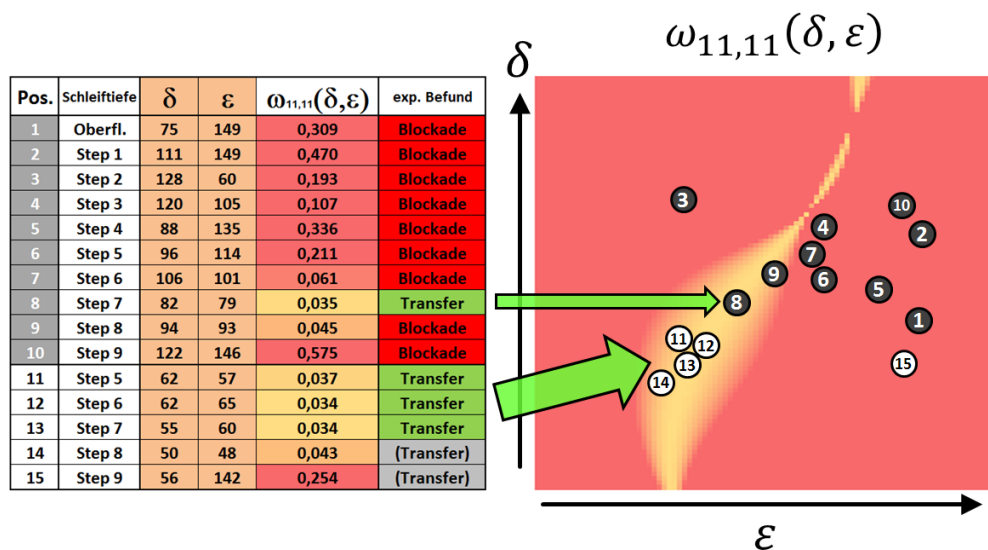 ω11,11(δ,ε)
δ
Pos. Schleiftiefe δ ε ω11,11(δ,ε) exp. Befund
1 Oberfl. 75 149 0,309 Blockade
2 Step 1 111 149 0,470 Blockade
3 Step 2 128 60 0,193 Blockade
4 Step 3 120 105 0,107 Blockade
5 Step 4 88 135 0,336 Blockade
6 Step 5 96 114 0,211 Blockade
7 Step 6 106 101 0,061 Blockade
8 Step 7 82 79 0,035 Transfer
9 Step 8 94 93 0,045 Blockade
10 Step 9 122 146 0,575 Blockade
11 Step 5 62 57 0,037 Transfer
12 Step 6 62 65 0,034 Transfer
13 Step 7 55 60 0,034 Transfer
14 Step 8 50 48 0,043 (Transfer)
15 Step 9 56 142 0,254 (Transfer)
3
10
4
2
7
9
6
5
8
1
11
12
13
15
14
ε